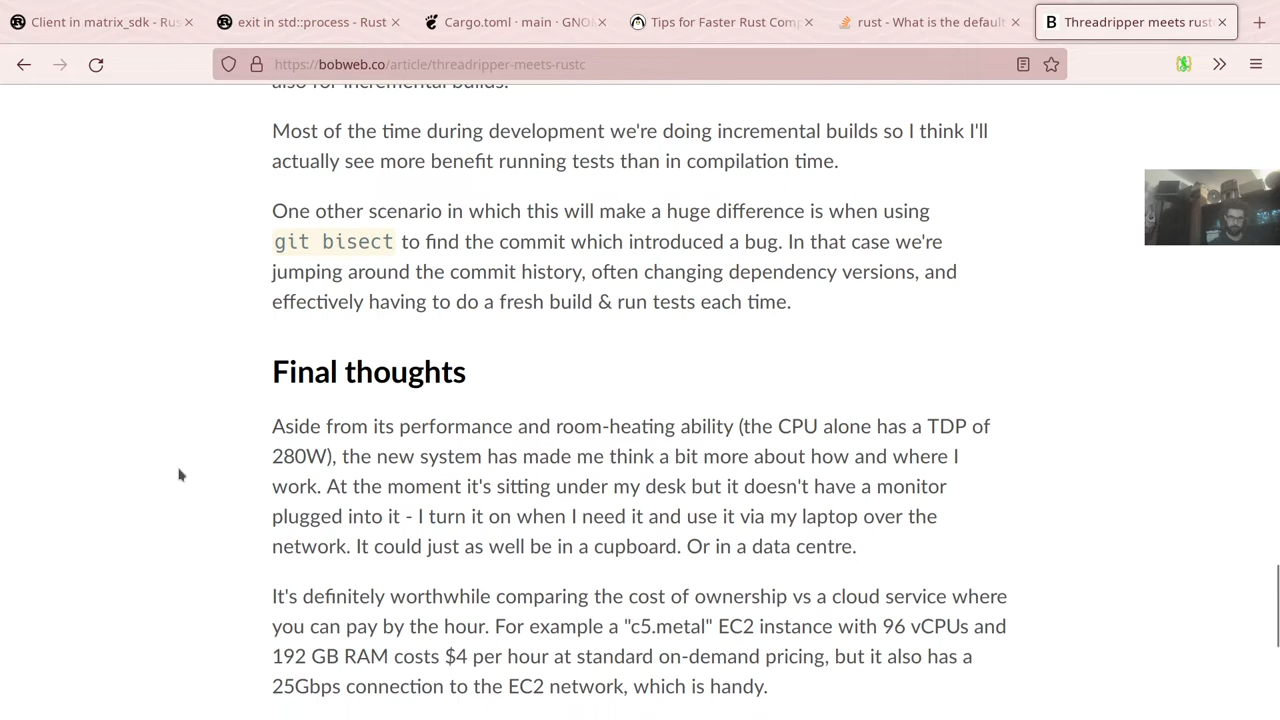 Client in matrix_sdk - Rus
exit in std::process - Rust
Cargo.toml · main · GNO
Tips for Faster Rust Comp
rust - What is the default
B Threadripper meets rust
https://bobweb.co/article/threadripper-meets-rustc
also for incremental builds.
Most of the time during development we're doing incremental builds so I think I'll
actually see more benefit running tests than in compilation time.
One other scenario in which this will make a huge difference is when using
git bisect to find the commit which introduced a bug. In that case we're
jumping around the commit history, often changing dependency versions, and
effectively having to do a fresh build & run tests each time.
Final thoughts
Aside from its performance and room-heating ability (the CPU alone has a TDP of
280W), the new system has made me think a bit more about how and where I
work. At the moment it's sitting under my desk but it doesn't have a monitor
plugged into it - I turn it on when I need it and use it via my laptop over the
network. It could just as well be in a cupboard. Or in a data centre.
It's definitely worthwhile comparing the cost of ownership vs a cloud service where
you can pay by the hour. For example a "c5.metal" EC2 instance with 96 vCPUs and
192 GB RAM costs $4 per hour at standard on-demand pricing, but it also has a
25Gbps connection to the EC2 network, which is handy.